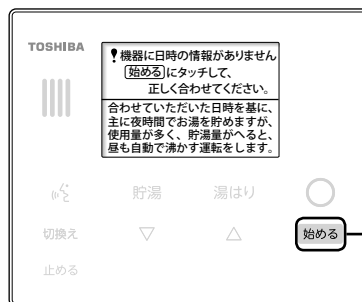 TOSHIBA
!機器に日時の情報がありません
始めるにタッチして、
正しく合わせてください。
合わせていただいた日時を基に、
主に夜時間でお湯を貯めますが、
使用量が多く、貯湯量がへると、
昼も自動で沸かす運転をします。
貯湯 湯はり
切換え ▽ △ 始める
止める